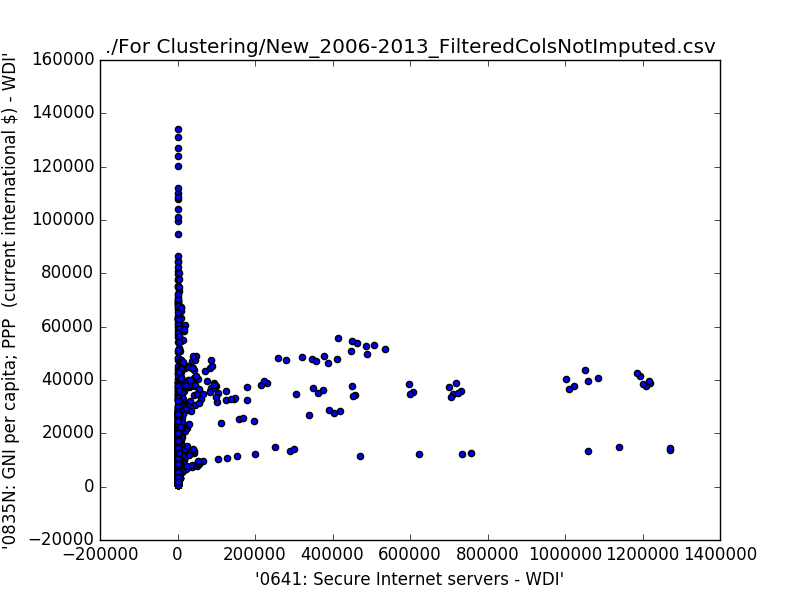 ./For Clustering/New_2006-2013_FilteredColsNotImputed.csv
'0835N: GNI per capita; PPP  (current international $) - WDI'
160000
140000
120000
100000
80000
60000
40000
20000
0
−20000
−200000 0 200000 400000 600000 800000 1000000 1200000 1400000
'0641: Secure Internet servers - WDI'